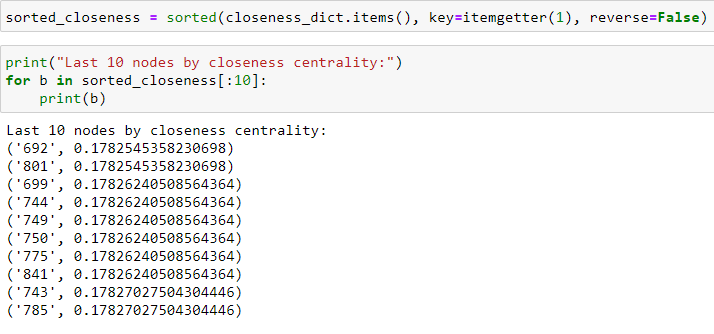 sorted_closeness = sorted(closeness_dict.items(), key=itemgetter(1), reverse=False)
print("Last 10 nodes by closeness centrality:")
for b in sorted_closeness[:10]:
    print(b)
Last 10 nodes by closeness centrality:
('692', 0.1782545358230698)
('801', 0.1782545358230698)
('699', 0.17826240508564364)
('744', 0.17826240508564364)
('749', 0.17826240508564364)
('750', 0.17826240508564364)
('775', 0.17826240508564364)
('841', 0.17826240508564364)
('743', 0.17827027504304446)
('785', 0.17827027504304446)